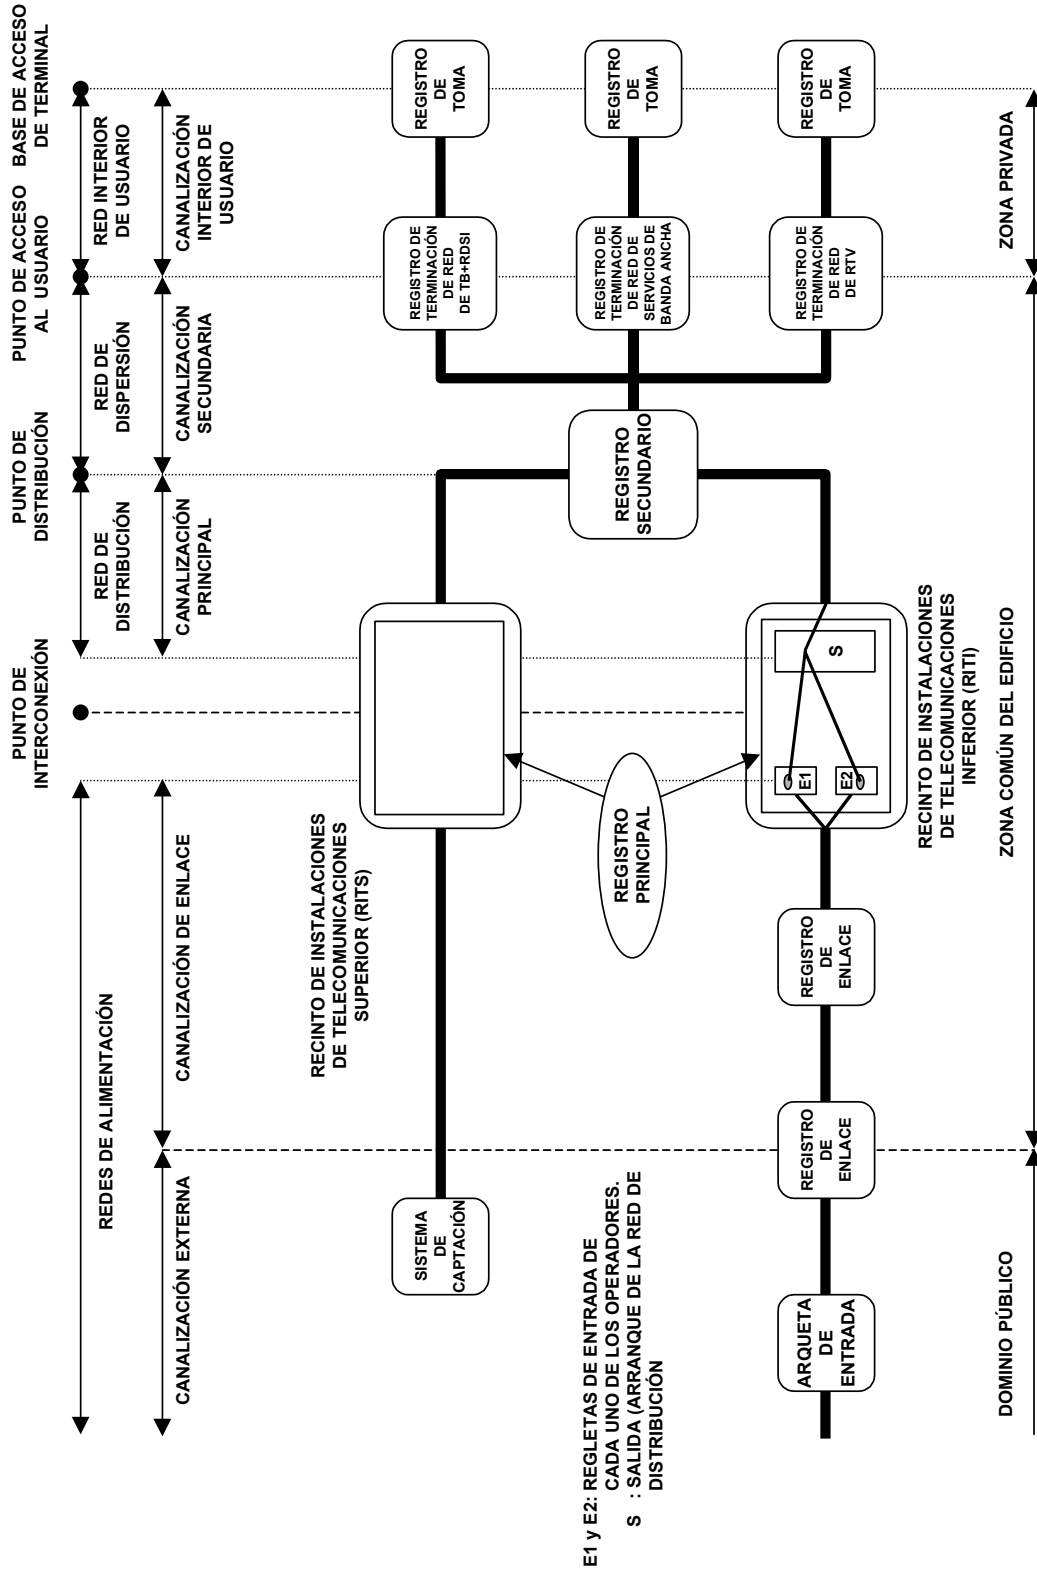 PUNTO DE
INTERCONEXIÓN
PUNTO DE
DISTRIBUCIÓN
PUNTO DE ACCESO
AL USUARIO
BASE DE ACCESO
DE TERMINAL
REDES DE ALIMENTACIÓN
RED DE
DISTRIBUCIÓN
RED DE
DISPERSIÓN
RED INTERIOR
DE USUARIO
CANALIZACIÓN EXTERNA
CANALIZACIÓN DE ENLACE
CANALIZACIÓN
PRINCIPAL
CANALIZACIÓN
SECUNDARIA
CANALIZACIÓN
INTERIOR DE
USUARIO
RECINTO DE INSTALACIONES
DE TELECOMUNICACIONES
SUPERIOR (RITS)
SISTEMA
DE
CAPTACIÓN
REGISTRO DE
TERMINACIÓN
DE RED
DE TB+RDSI
REGISTRO
DE
TOMA
REGISTRO
PRINCIPAL
REGISTRO
SECUNDARIO
REGISTRO DE
TERMINACIÓN
DE RED DE
SERVICIOS DE
BANDA ANCHA
REGISTRO
DE
TOMA
E1 y E2: REGLETAS DE ENTRADA DE
CADA UNO DE LOS OPERADORES.
S : SALIDA (ARRANQUE DE LA RED DE
DISTRIBUCIÓN
ARQUETA
DE
ENTRADA
REGISTRO
DE
ENLACE
REGISTRO
DE
ENLACE
E1
E2
S
REGISTRO DE
TERMINACIÓN
DE RED
DE RTV
REGISTRO
DE
TOMA
RECINTO DE INSTALACIONES
DE TELECOMUNICACIONES
INFERIOR (RITI)
DOMINIO PÚBLICO
ZONA COMÚN DEL EDIFICIO
ZONA PRIVADA